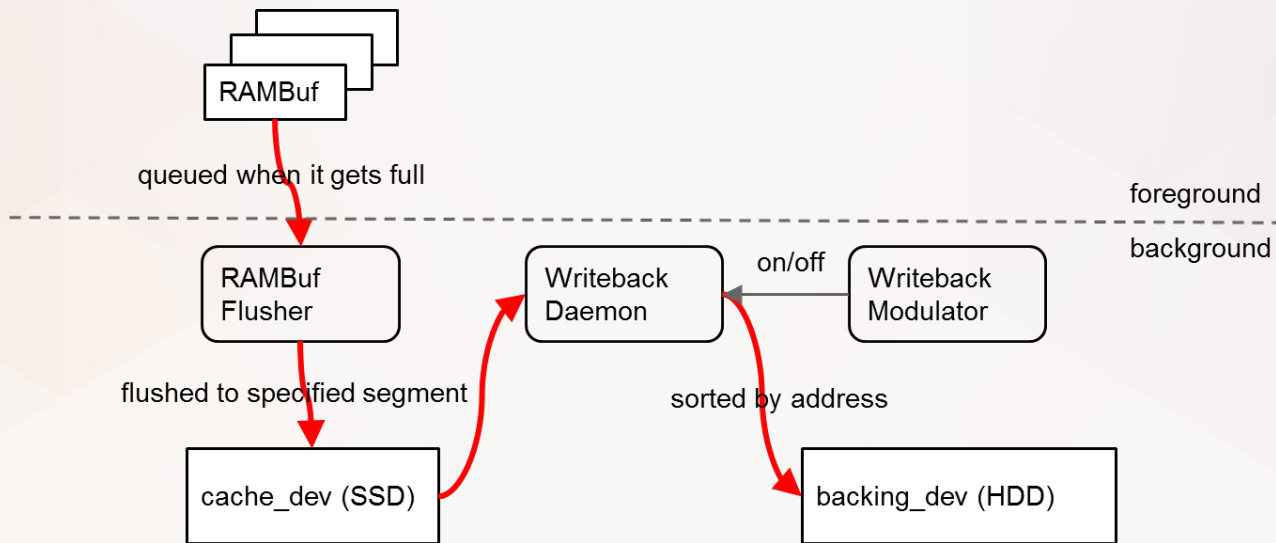 RAMBuf
queued when it gets full
foreground
background
RAMBuf
Flusher
Writeback
Daemon
on/off
Writeback
Modulator
flushed to specified segment
sorted by address
cache_dev (SSD)
backing_dev (HDD)